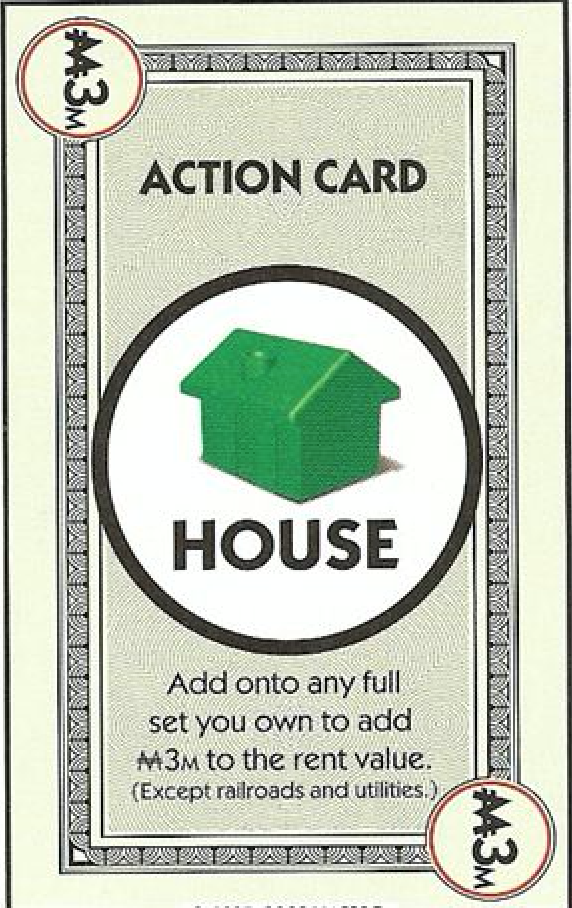 ₩3M
ACTION CARD
HOUSE
Add onto any full
set you own to add
₩3M to the rent value.
(Except railroads and utilities.)
₩3M